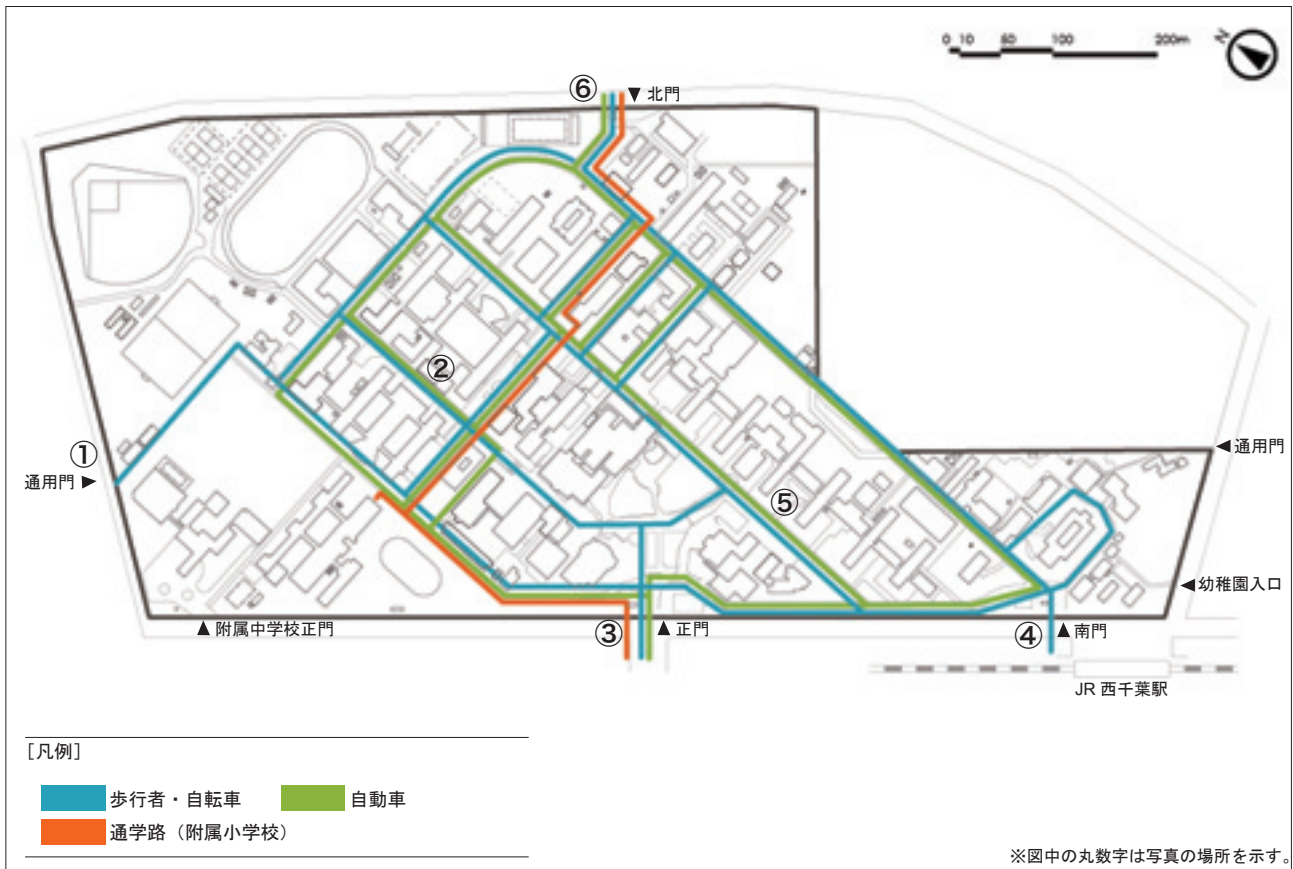 0 10 50 100 200m
N
⑥
▼ 北門
②
①
通用門 ►
◄ 通用門
⑤
◄ 幼稚園入口
▲ 附属中学校正門
③
▲ 正門
④
▲ 南門
JR 西千葉駅
[凡例]
歩行者・自転車
自動車
通学路（附属小学校）
※図中の丸数字は写真の場所を示す。